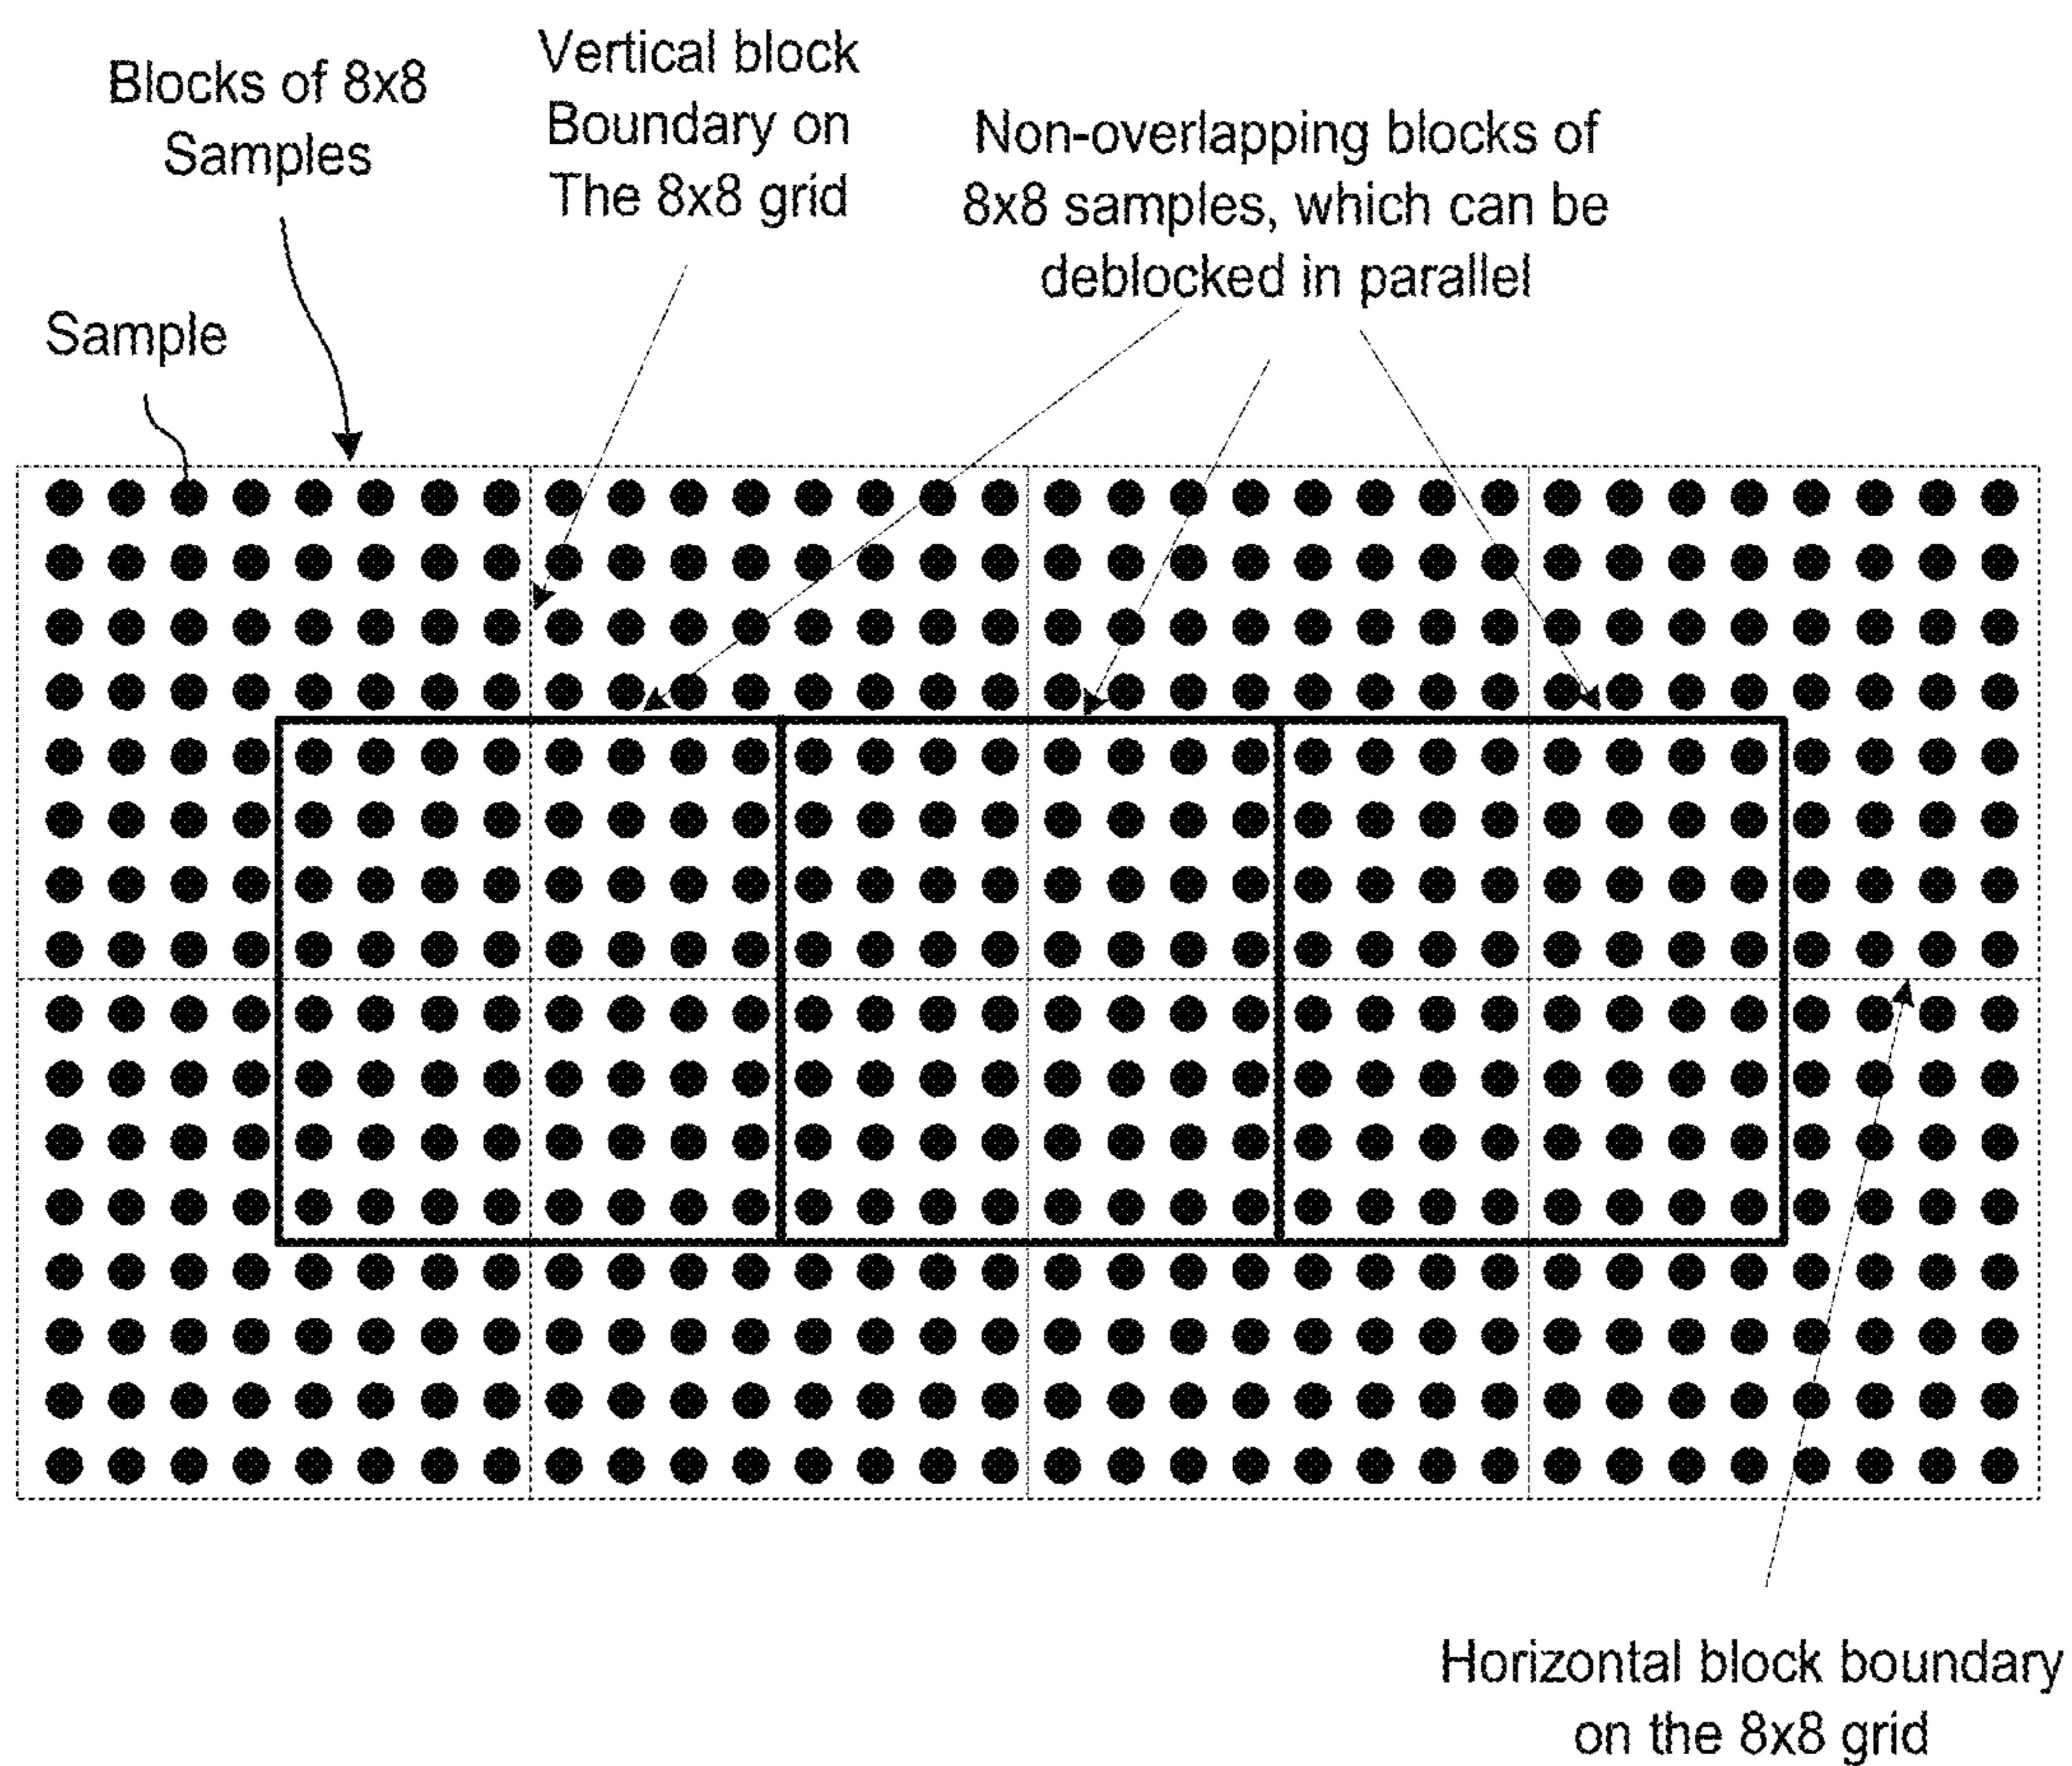 Blocks of 8x8
Samples
Vertical block
Boundary on
The 8x8 grid
Non-overlapping blocks of
8x8 samples, which can be
deblocked in parallel
Sample
Horizontal block boundary
on the 8x8 grid